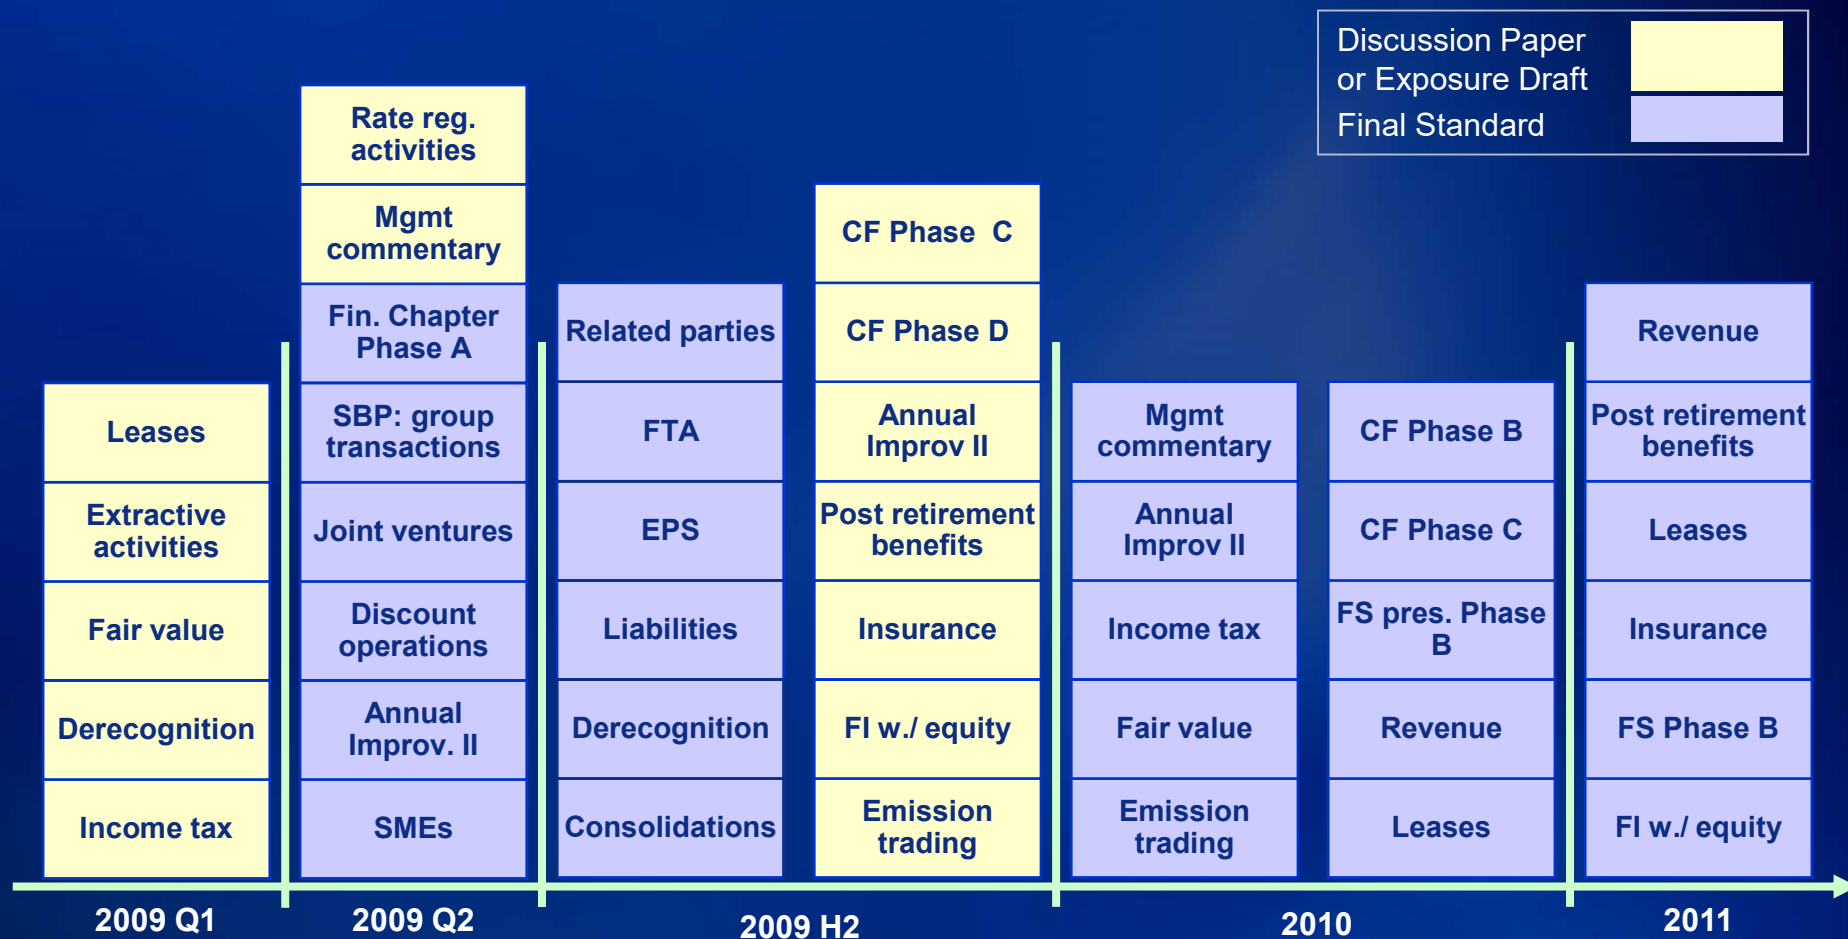 Discussion Paper
or Exposure Draft
Final Standard
Leases
Extractive
activities
Fair value
Derecognition
Income tax
Rate reg.
activities
Mgmt
commentary
Fin. Chapter
Phase A
SBP: group
transactions
Joint ventures
Discount
operations
Annual
Improv. II
SMEs
Related parties
FTA
EPS
Liabilities
Derecognition
Consolidations
CF Phase C
CF Phase D
Annual
Improv II
Post retirement
benefits
Insurance
FI w./ equity
Emission
trading
Mgmt
commentary
Annual
Improv II
Income tax
Fair value
Emission
trading
CF Phase B
CF Phase C
FS pres. Phase
B
Revenue
Leases
Revenue
Post retirement
benefits
Leases
Insurance
FS Phase B
FI w./ equity
2009 Q1
2009 Q2
2009 H2
2010
2011